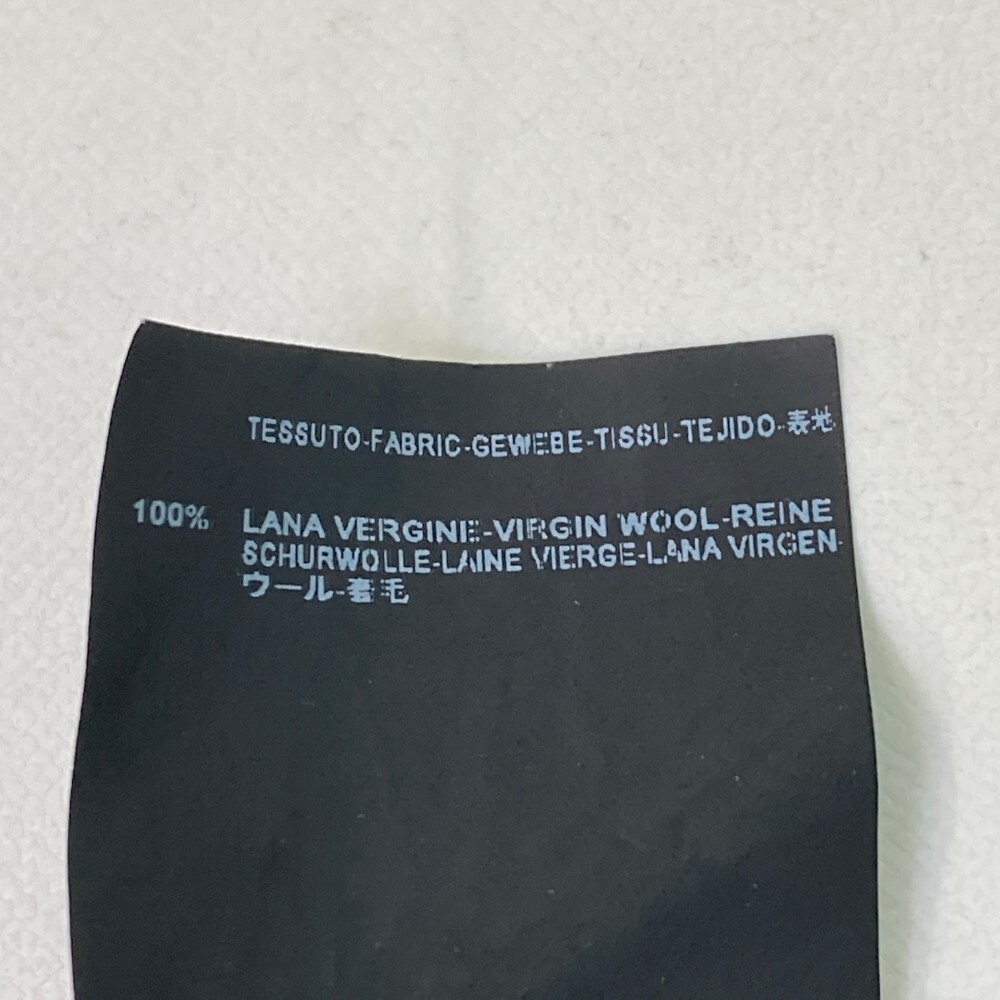 TESSUTO-FABRIC-GEWEBE-TISSU-TEJIDO-表地
100% LANA VERGINE-VIRGIN WOOL-REINE
SCHURWOLLE-LAINE VIERGE-LANA VIRGEN-
ウール-羊毛